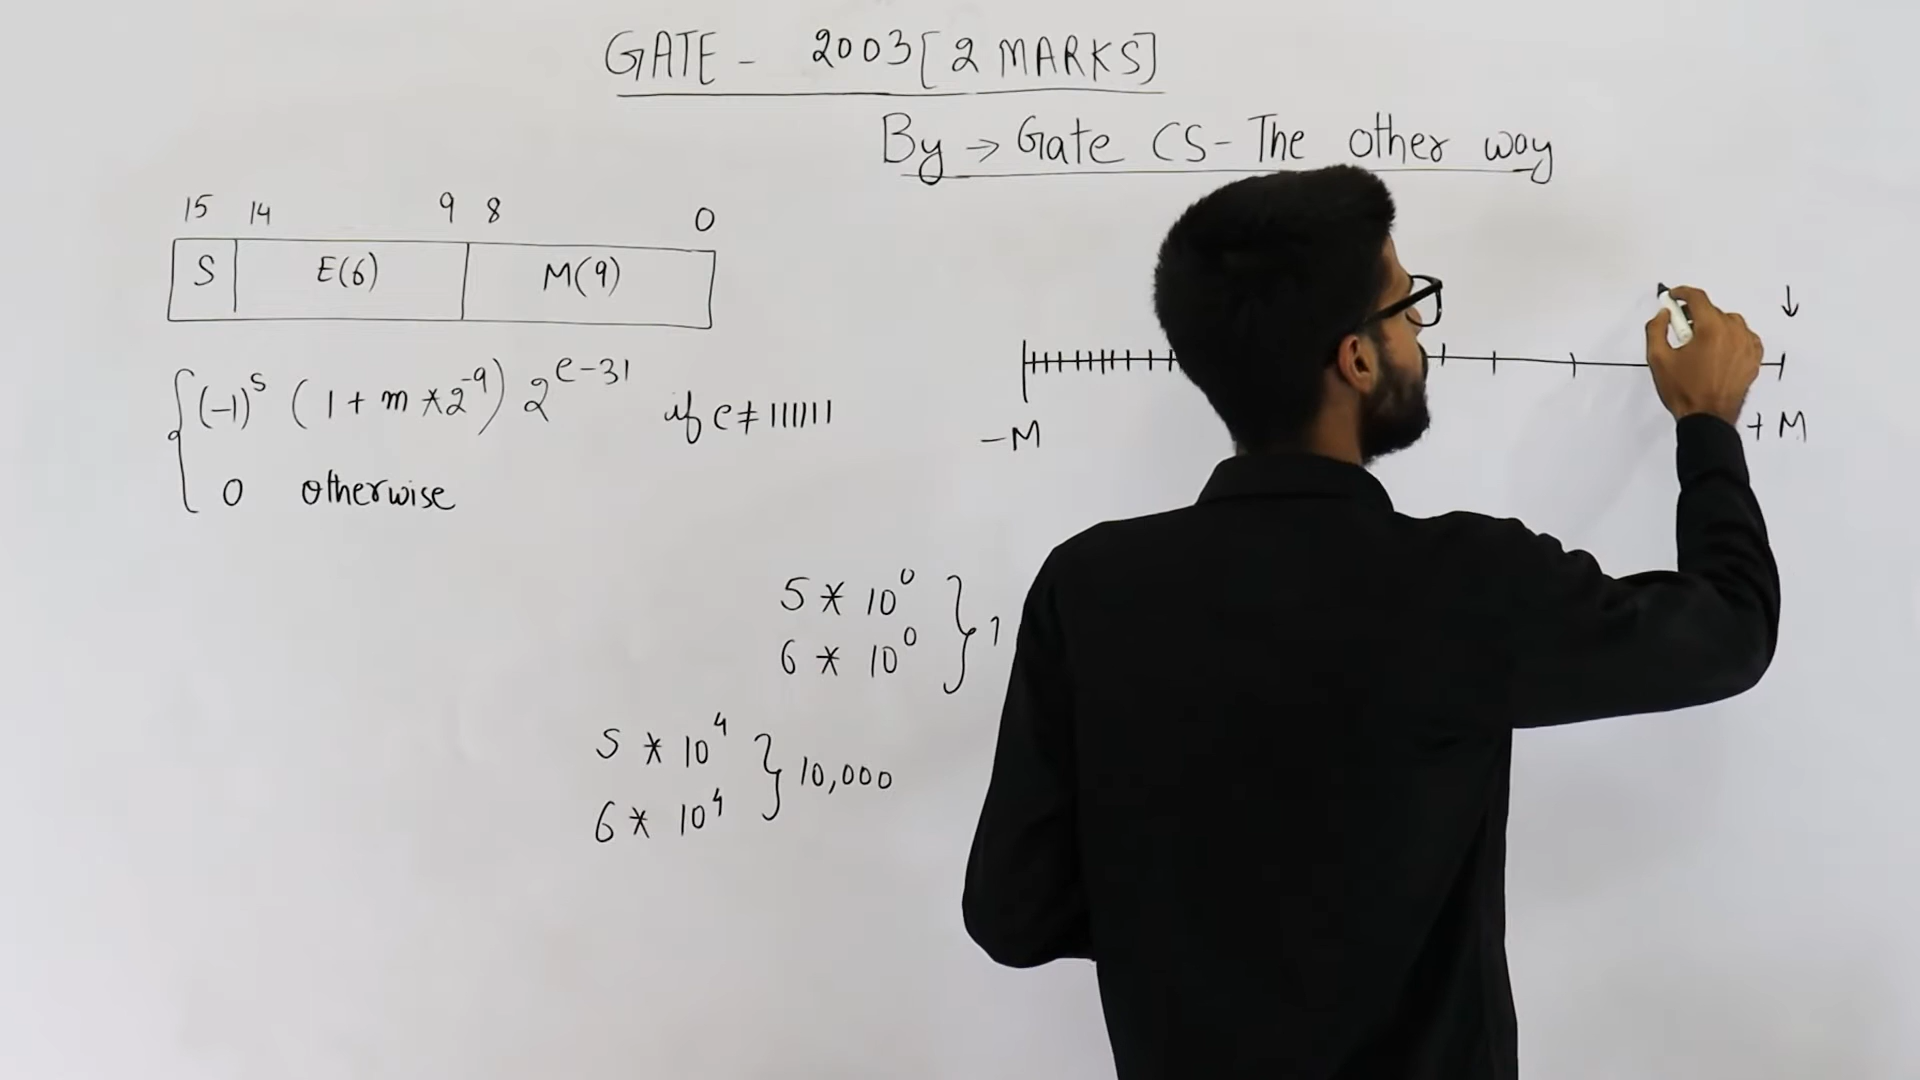 GATE - 2003 [2 MARKS]
By → Gate CS - The other way
15 14 9 8 0
S E(6) M(9)
(-1)^s (1 + m * 2^-9) 2^e-31 if e ≠ 111111
0 otherwise
-M +M
5 * 10^0
6 * 10^0 } 1
5 * 10^4
6 * 10^4 } 10,000